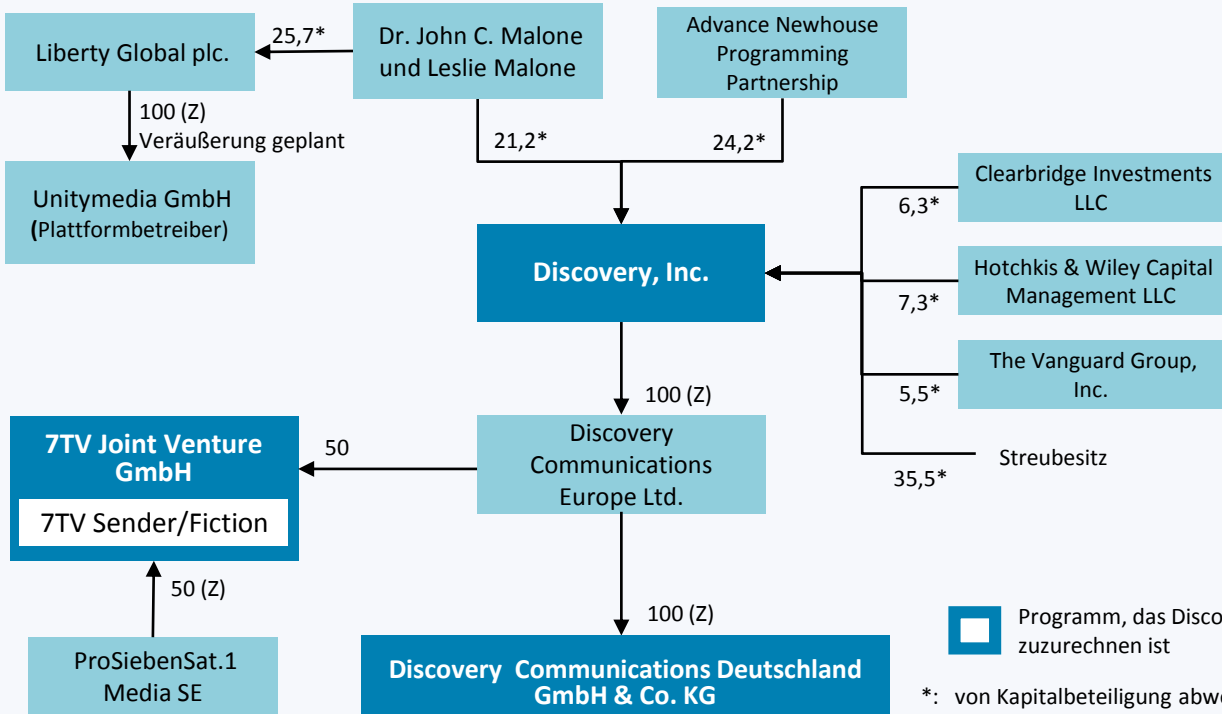 Liberty Global plc.
25,7*
Dr. John C. Malone
und Leslie Malone
Advance Newhouse
Programming
Partnership
100 (Z)
Veräußerung geplant
21,2*
24,2*
Unitymedia GmbH
(Plattformbetreiber)
Clearbridge Investments
LLC
6,3*
Discovery, Inc.
Hotchkis & Wiley Capital
Management LLC
7,3*
The Vanguard Group,
Inc.
5,5*
100 (Z)
7TV Joint Venture
GmbH
7TV Sender/Fiction
50
Discovery
Communications
Europe Ltd.
Streubesitz
35,5*
50 (Z)
100 (Z)
ProSiebenSat.1
Media SE
Discovery Communications Deutschland
GmbH & Co. KG
Programm, das
zuzurechnen ist
*: von Kapitalbeteiligung